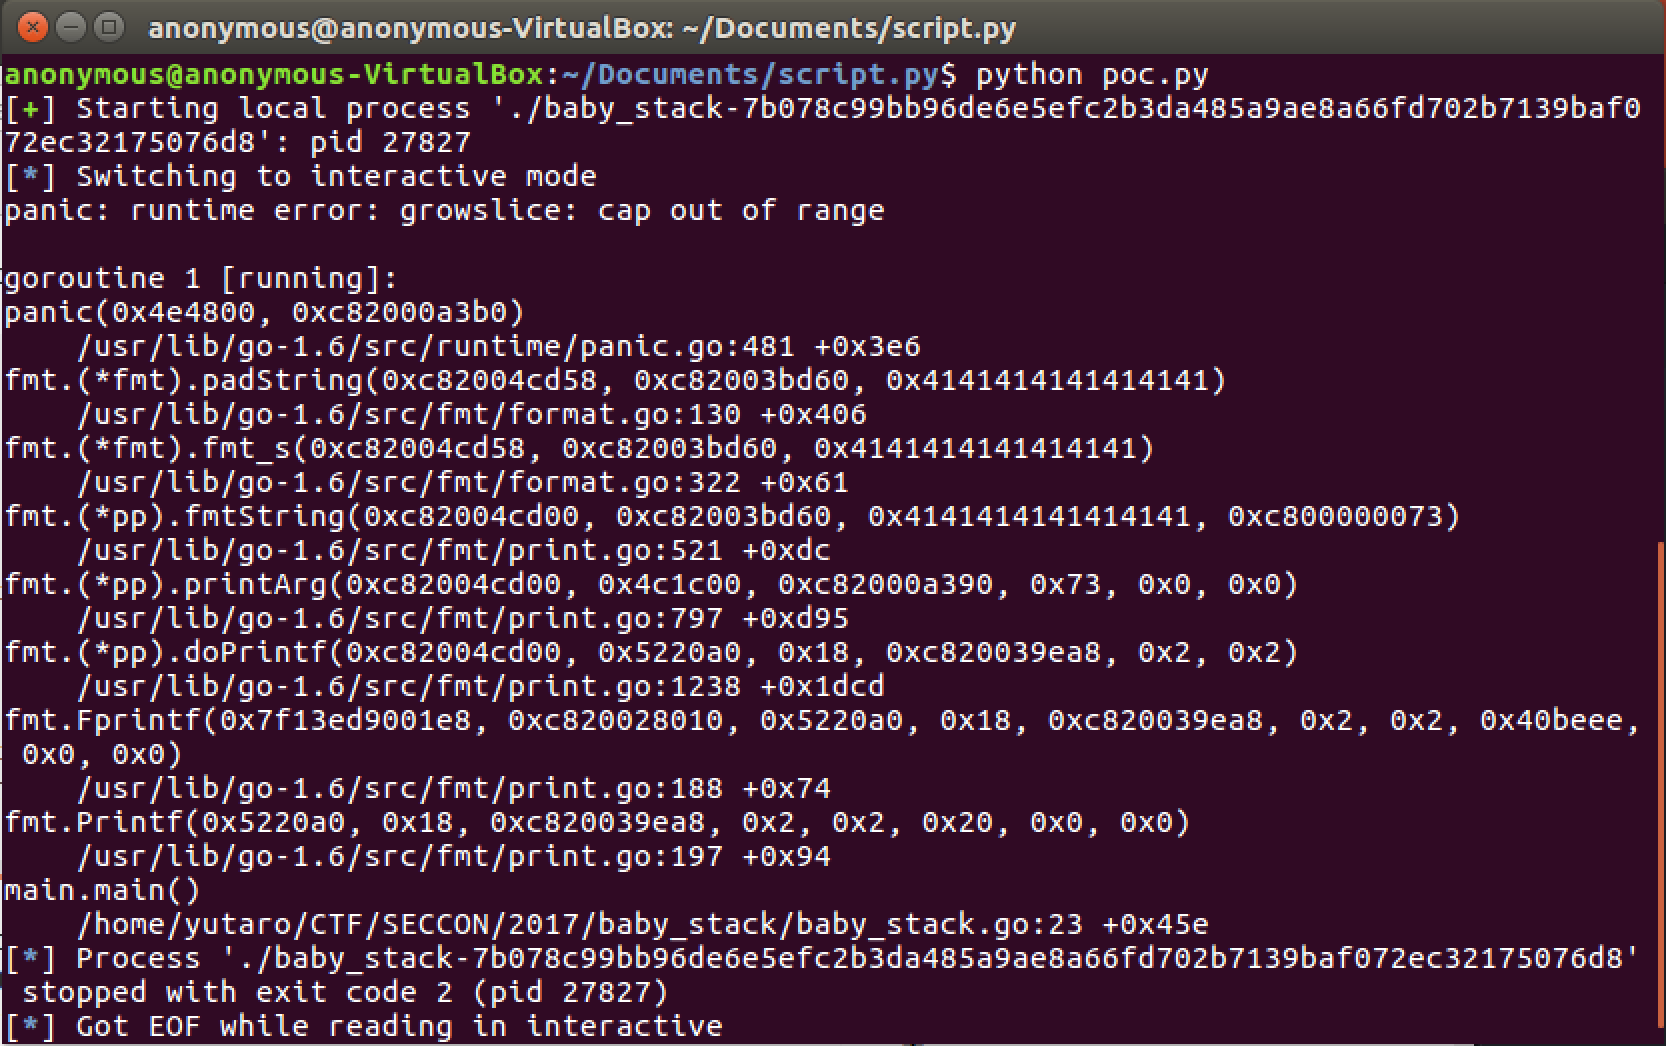 anonymous@anonymous-VirtualBox: ~/Documents/script.py
anonymous@anonymous-VirtualBox:~/Documents/script.py$ python poc.py
[+] Starting local process './baby_stack-7b078c99bb96de6e5efc2b3da485a9ae8a66fd702b7139baf0
72ec32175076d8': pid 27827
[*] Switching to interactive mode
panic: runtime error: growslice: cap out of range
goroutine 1 [running]:
panic(0x4e4800, 0xc82000a3b0)
/usr/lib/go-1.6/src/runtime/panic.go:481 +0x3e6
fmt.(*fmt).padString(0xc82004cd58, 0xc82003bd60, 0x4141414141414141)
/usr/lib/go-1.6/src/fmt/format.go:130 +0x406
fmt.(*fmt).fmt_s(0xc82004cd58, 0xc82003bd60, 0x4141414141414141)
/usr/lib/go-1.6/src/fmt/format.go:322 +0x61
fmt.(*pp).fmtString(0xc82004cd00, 0xc82003bd60, 0x4141414141414141, 0xc800000073)
/usr/lib/go-1.6/src/fmt/print.go:521 +0xdc
fmt.(*pp).printArg(0xc82004cd00, 0x4c1c00, 0xc82000a390, 0x73, 0x0, 0x0)
/usr/lib/go-1.6/src/fmt/print.go:797 +0xd95
fmt.(*pp).doPrintf(0xc82004cd00, 0x5220a0, 0x18, 0xc820039ea8, 0x2, 0x2)
/usr/lib/go-1.6/src/fmt/print.go:1238 +0x1dcd
fmt.Fprintf(0x7f13ed9001e8, 0xc820028010, 0x5220a0, 0x18, 0xc820039ea8, 0x2, 0x2, 0x40beee,
0x0, 0x0)
/usr/lib/go-1.6/src/fmt/print.go:188 +0x74
fmt.Printf(0x5220a0, 0x18, 0xc820039ea8, 0x2, 0x2, 0x20, 0x0, 0x0)
/usr/lib/go-1.6/src/fmt/print.go:197 +0x94
main.main()
/home/yutaro/CTF/SECCON/2017/baby_stack/baby_stack.go:23 +0x45e
[*] Process './baby_stack-7b078c99bb96de6e5efc2b3da485a9ae8a66fd702b7139baf072ec32175076d8'
stopped with exit code 2 (pid 27827)
[*] Got EOF while reading in interactive